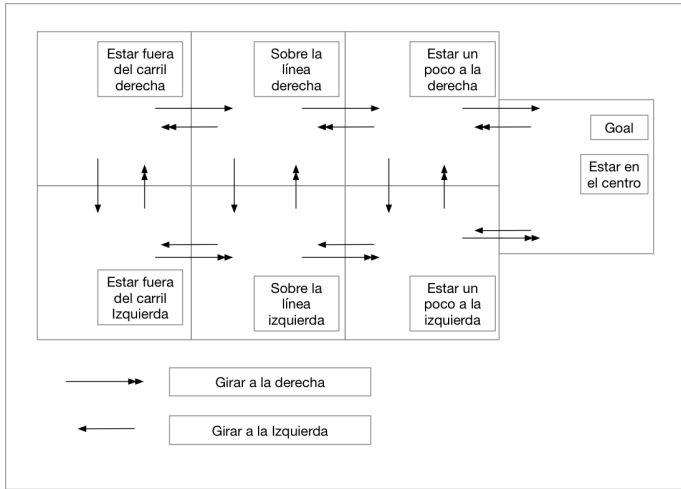 Estar fuera
del carril
derecha
Sobre la
línea
derecha
Estar un
poco a la
derecha
Goal
Estar en
el centro
Estar fuera
del carril
Izquierda
Sobre la
línea
izquierda
Estar un
poco a la
izquierda
Girar a la derecha
Girar a la Izquierda